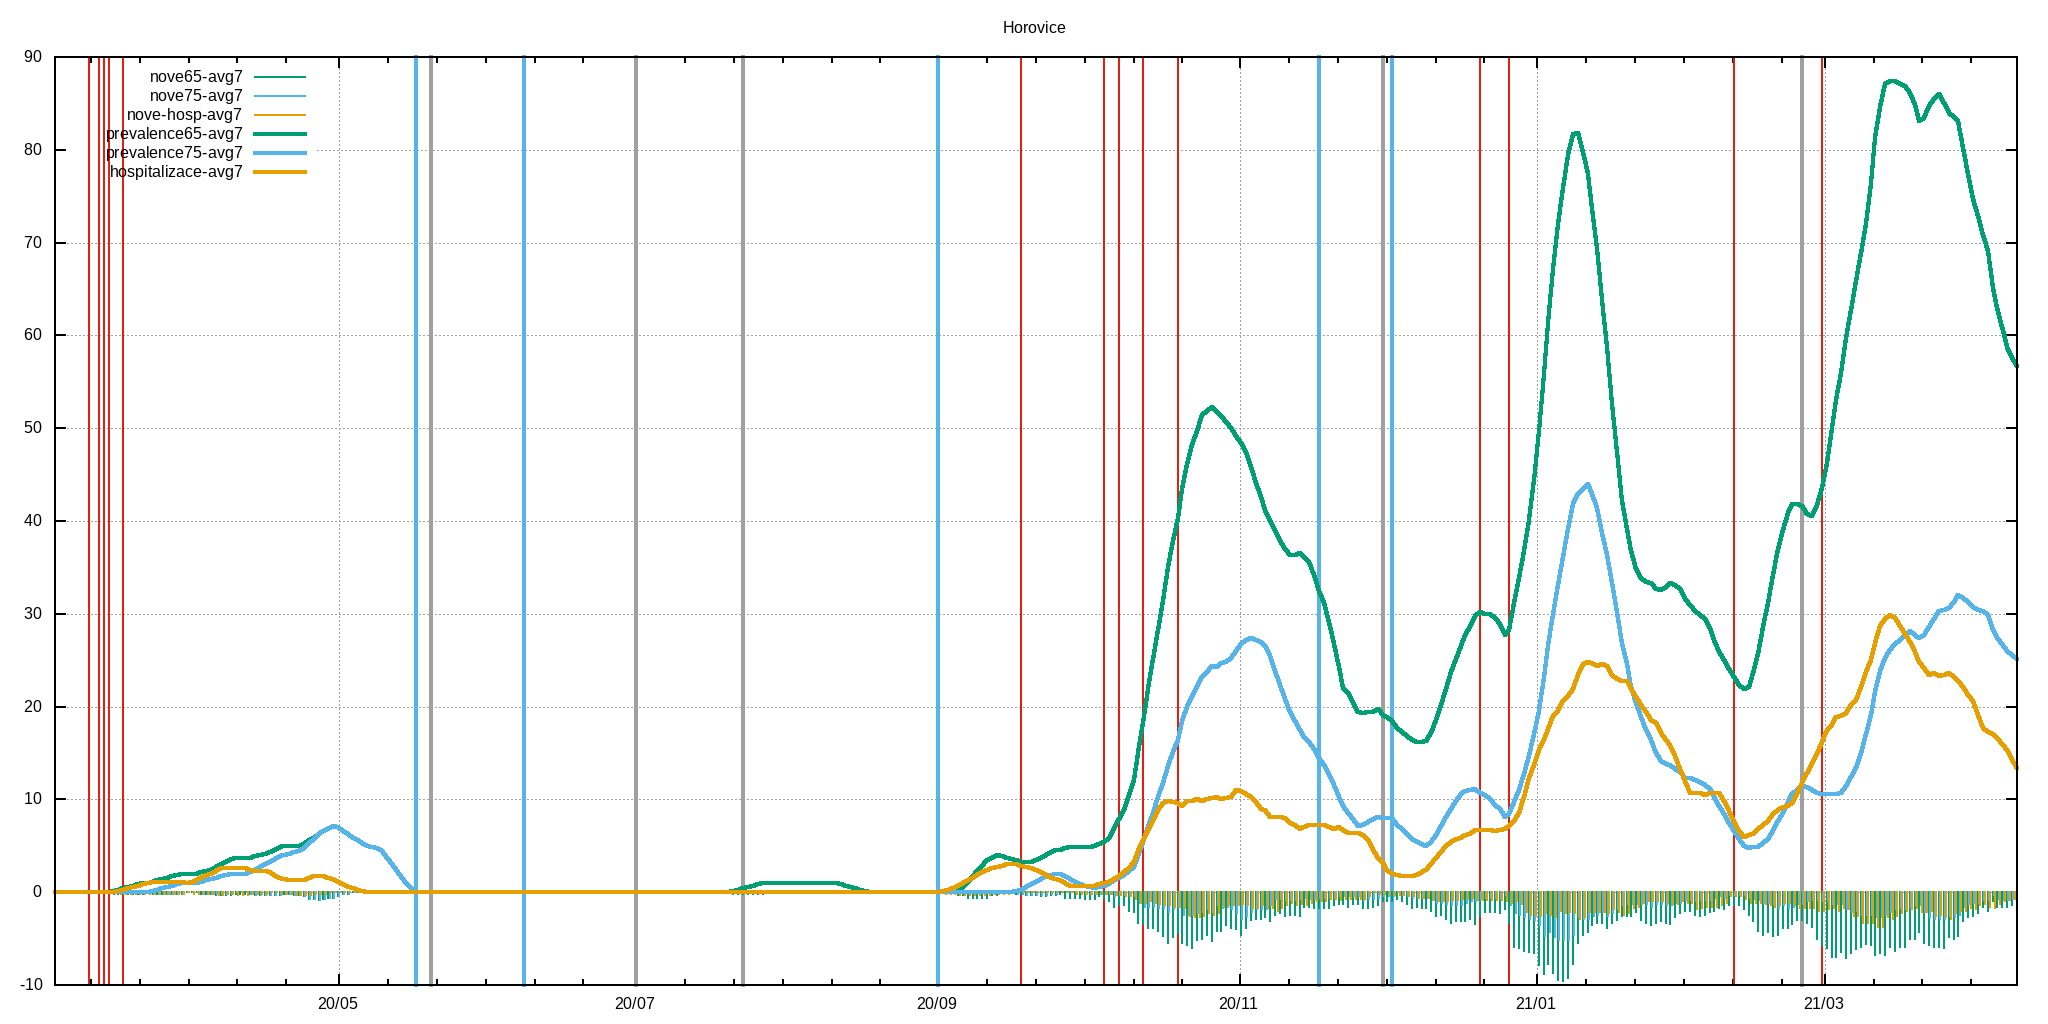 Horovice
90
80
70
60
50
40
30
20
10
0
-10
nove65-avg7
nove75-avg7
nove-hosp-avg7
prevalence65-avg7
prevalence75-avg7
hospitalizace-avg7
20/05 20/07 20/09 20/11 21/01 21/03